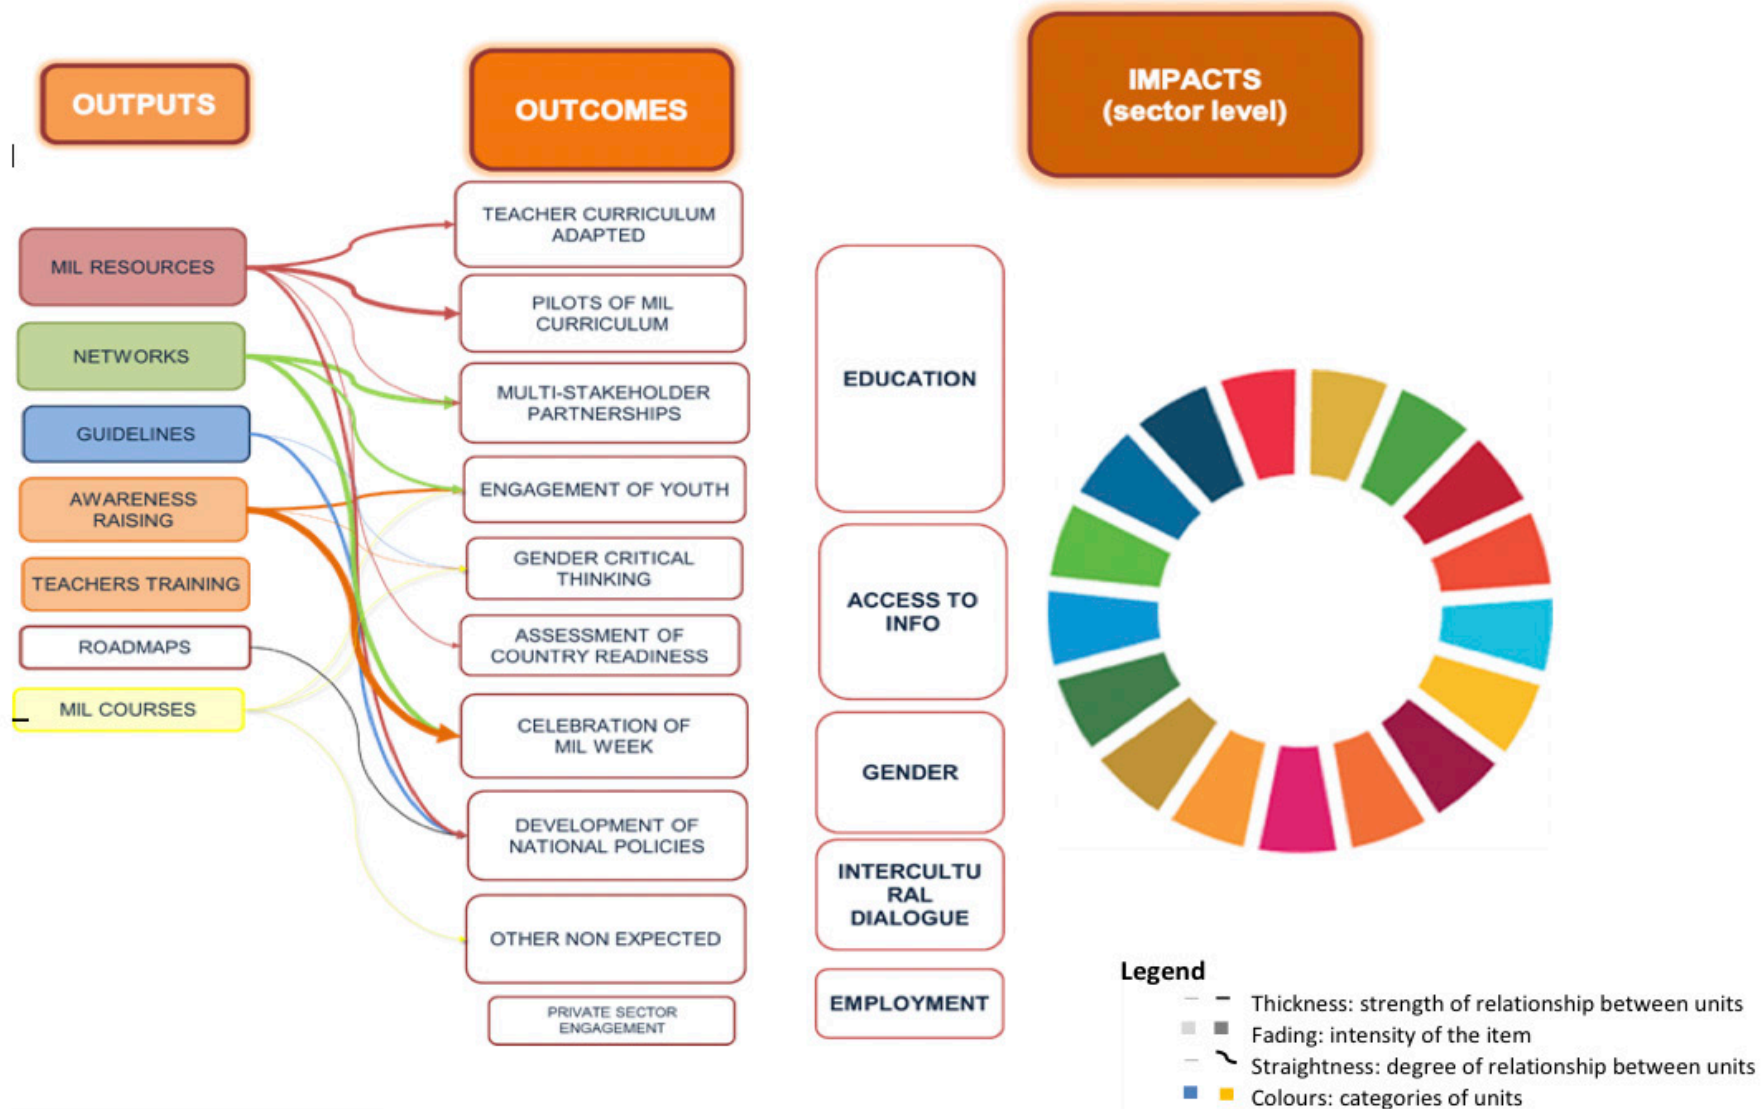 OUTPUTS
OUTCOMES
IMPACTS
(sector level)
MIL RESOURCES
NETWORKS
GUIDELINES
AWARENESS
RAISING
TEACHERS TRAINING
ROADMAPS
MIL COURSES
TEACHER CURRICULUM
ADAPTED
PILOTS OF MIL
CURRICULUM
MULTI-STAKEHOLDER
PARTNERSHIPS
ENGAGEMENT OF YOUTH
GENDER CRITICAL
THINKING
ASSESSMENT OF
COUNTRY READINESS
CELEBRATION OF
MIL WEEK
DEVELOPMENT OF
NATIONAL POLICIES
OTHER NON EXPECTED
PRIVATE SECTOR
ENGAGEMENT
EDUCATION
ACCESS TO
INFO
GENDER
INTERCULTU
RAL
DIALOGUE
EMPLOYMENT
Legend
Thickness: strength of relationship between units
Fading: intensity of the item
Straightness: degree of relationship between units
Colours: categories of units